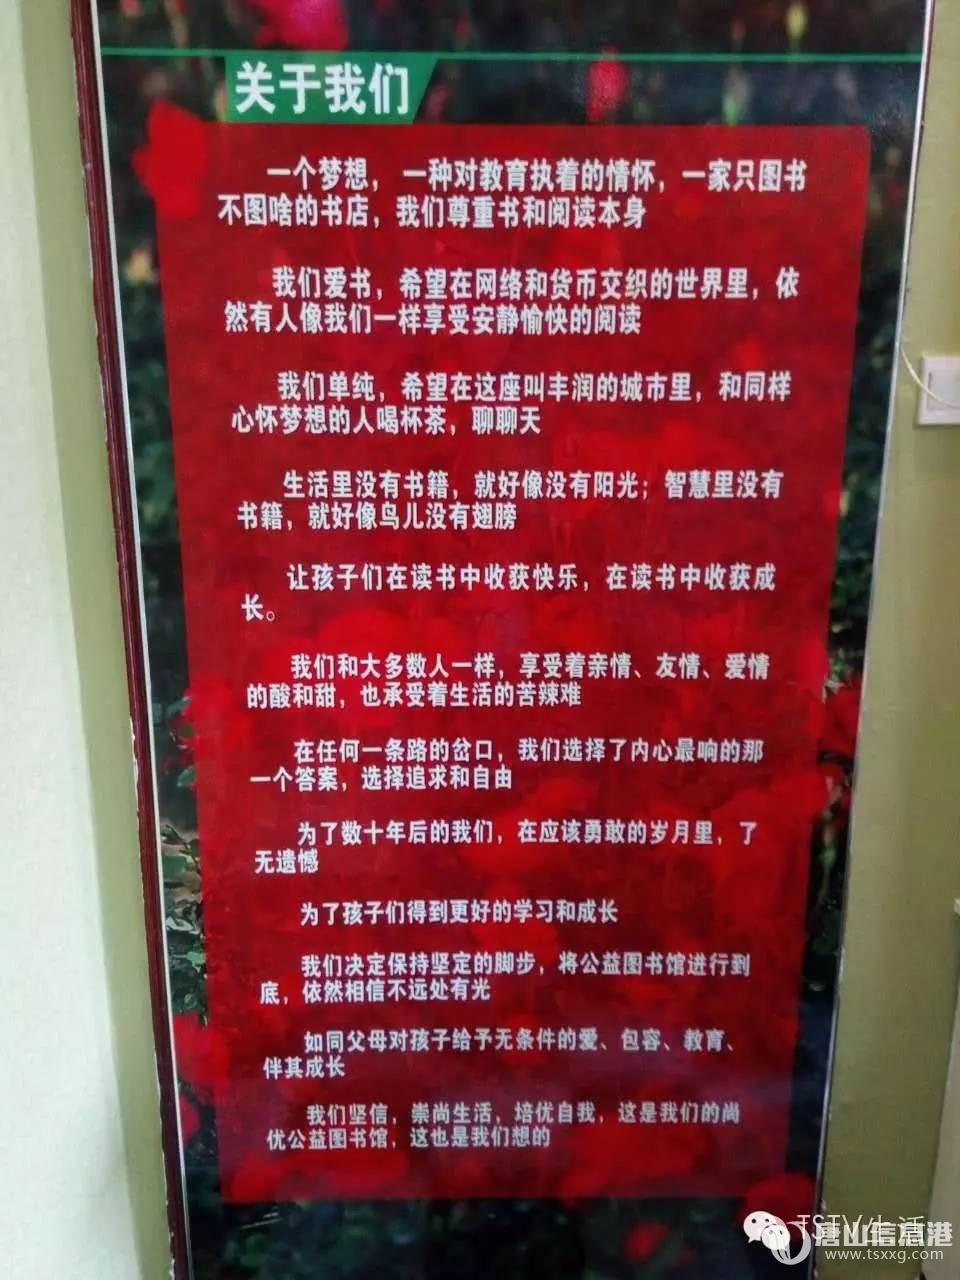 关于我们
一个梦想，一种对教育执着的情怀，一家只图书
不图啥的书店，我们尊重书和阅读本身
我们爱书，希望在网络和货币交织的世界里，依
然有人像我们一样享受安静愉快的阅读
我们单纯，希望在这座叫丰润的城市里，和同样
心怀梦想的人喝杯茶，聊聊天
生活里没有书籍，就好像没有阳光；智慧里没有
书籍，就好像鸟儿没有翅膀
让孩子们在读书中收获快乐，在读书中收获成
长。
我们和大多数人一样，享受着亲情、友情、爱情
的酸和甜，也承受着生活的苦辣难
在任何一条路的岔口，我们选择了内心最响的那
一个答案，选择追求和自由
为了数十年后的我们，在应该勇敢的岁月里，了
无遗憾
为了孩子们得到更好的学习和成长
我们决定保持坚定的脚步，将公益图书馆进行到
底，依然相信不远处有光
如同父母对孩子给予无条件的爱、包容、教育、
伴其成长
我们坚信，崇尚生活，培优自我，这是我们的尚
优公益图书馆，这也是我们想的
TSTV生活
唐山信息港
www.tsxxg.com